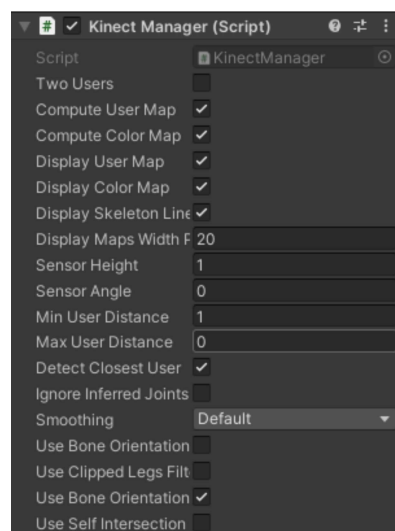 # Kinect Manager (Script)
Script KinectManager
Two Users
Compute User Map
Compute Color Map
Display User Map
Display Color Map
Display Skeleton Line
Display Maps Width P 20
Sensor Height 1
Sensor Angle 0
Min User Distance 1
Max User Distance 0
Detect Closest User
Ignore Inferred Joints
Smoothing Default
Use Bone Orientation
Use Clipped Legs Filt
Use Bone Orientation
Use Self Intersection